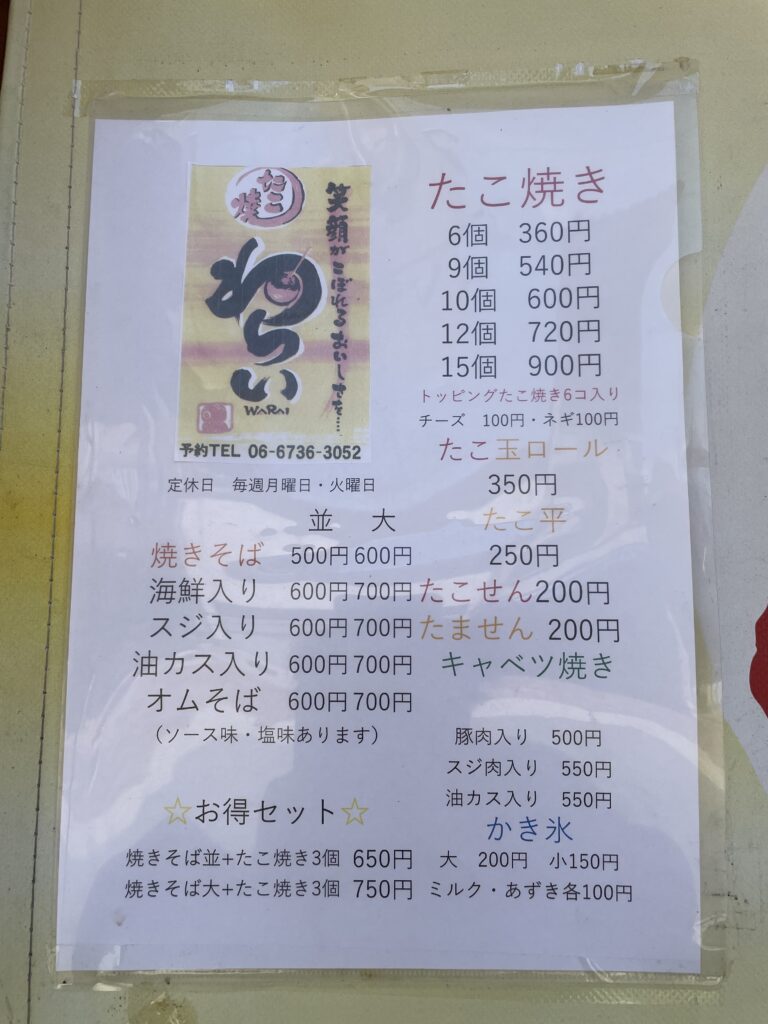 たこ焼
わらい
WARAI
笑顔がこぼれるおいしさを……
予約TEL 06-6736-3052
定休日 毎週月曜日・火曜日
並 大
焼きそば 500円 600円
海鮮入り 600円 700円
スジ入り 600円 700円
油カス入り 600円 700円
オムそば 600円 700円
（ソース味・塩味あります）
☆お得セット☆
焼きそば並+たこ焼き3個 650円
焼きそば大+たこ焼き3個 750円
たこ焼き
6個 360円
9個 540円
10個 600円
12個 720円
15個 900円
トッピングたこ焼き6コ入り
チーズ 100円・ネギ100円
たこ玉ロール
350円
たこ平
250円
たこせん200円
たません 200円
キャベツ焼き
豚肉入り 500円
スジ肉入り 550円
油カス入り 550円
かき氷
大 200円 小150円
ミルク・あずき各100円